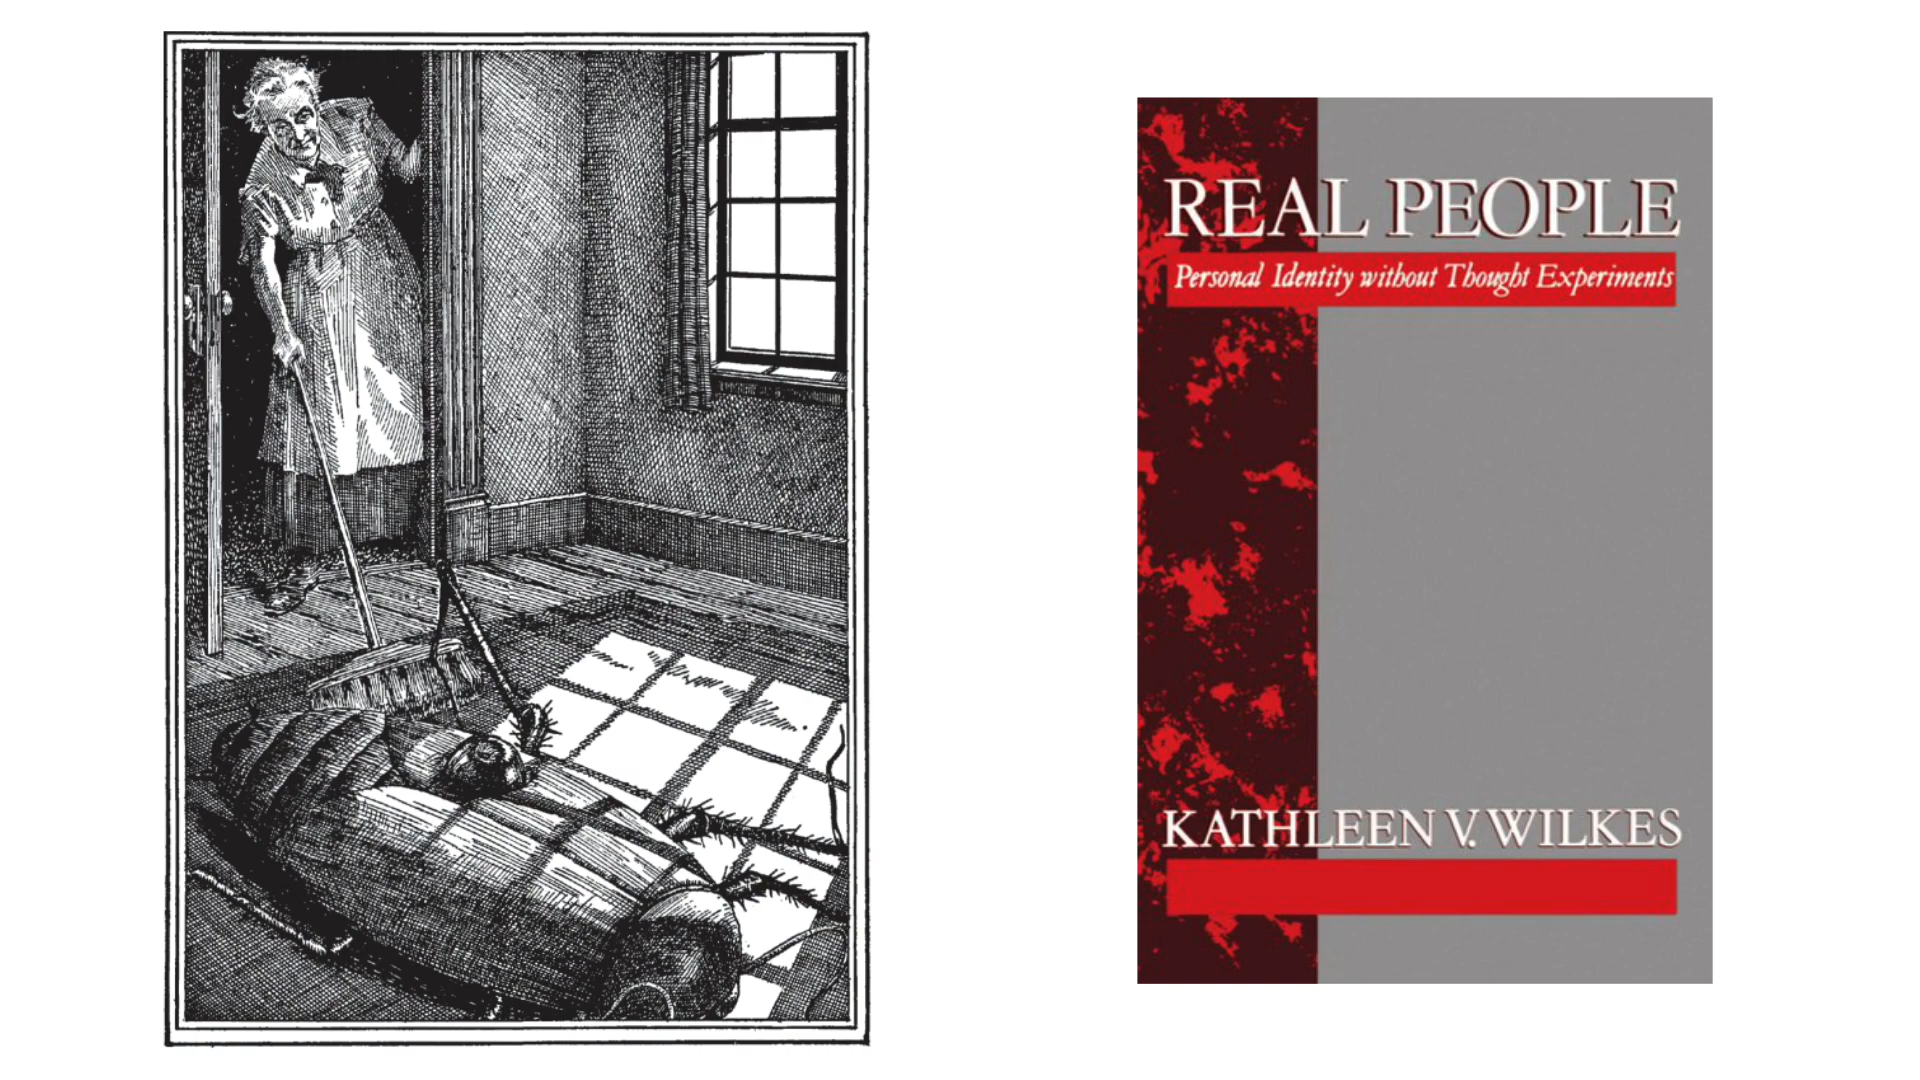 REAL PEOPLE
Personal Identity without Thought Experiments
KATHLEEN V. WILKES